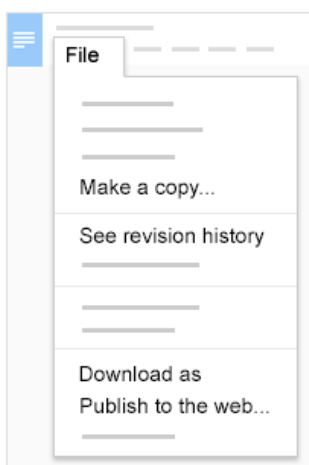 File
Make a copy...
See revision history
Download as
Publish to the web...